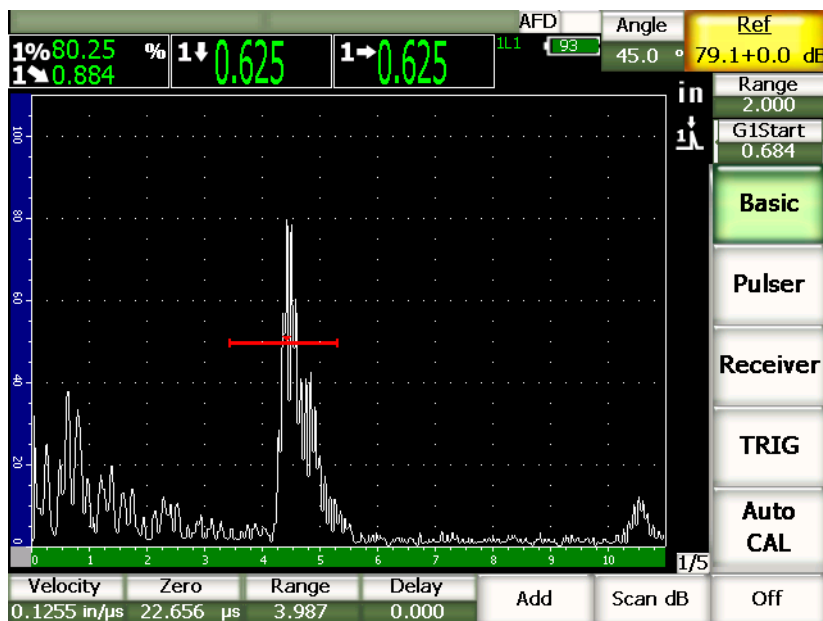 AFD Angle Ref
1% 80.25 % 1 0.625 1 0.625 1L1 93 45.0 ° 79.1+0.0 dB
1 0.884
in Range
2.000
100 1 G1Start
0.684
80 Basic
60 Pulser
40 Receiver
20 TRIG
0 Auto
CAL
0 1 2 3 4 5 6 7 8 9 10 1/5
Velocity Zero Range Delay Add Scan dB Off
0.1255 in/µs 22.656 µs 3.987 0.000